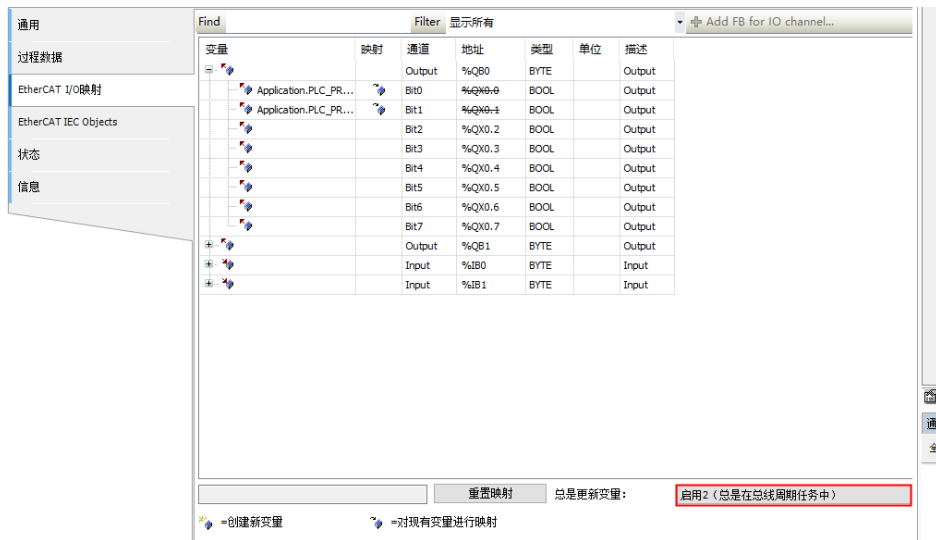 通用
过程数据
EtherCAT I/O映射
EtherCAT IEC Objects
状态
信息
Find Filter 显示所有 Add FB for IO channel...
变量 映射 通道 地址 类型 单位 描述
Output %QB0 BYTE Output
Application.PLC_PR... Bit0 %QX0.0 BOOL Output
Application.PLC_PR... Bit1 %QX0.1 BOOL Output
Bit2 %QX0.2 BOOL Output
Bit3 %QX0.3 BOOL Output
Bit4 %QX0.4 BOOL Output
Bit5 %QX0.5 BOOL Output
Bit6 %QX0.6 BOOL Output
Bit7 %QX0.7 BOOL Output
Output %QB1 BYTE Output
Input %IB0 BYTE Input
Input %IB1 BYTE Input
重置映射 总是更新变量： 启用2（总是在总线周期任务中）
=创建新变量 =对现有变量进行映射